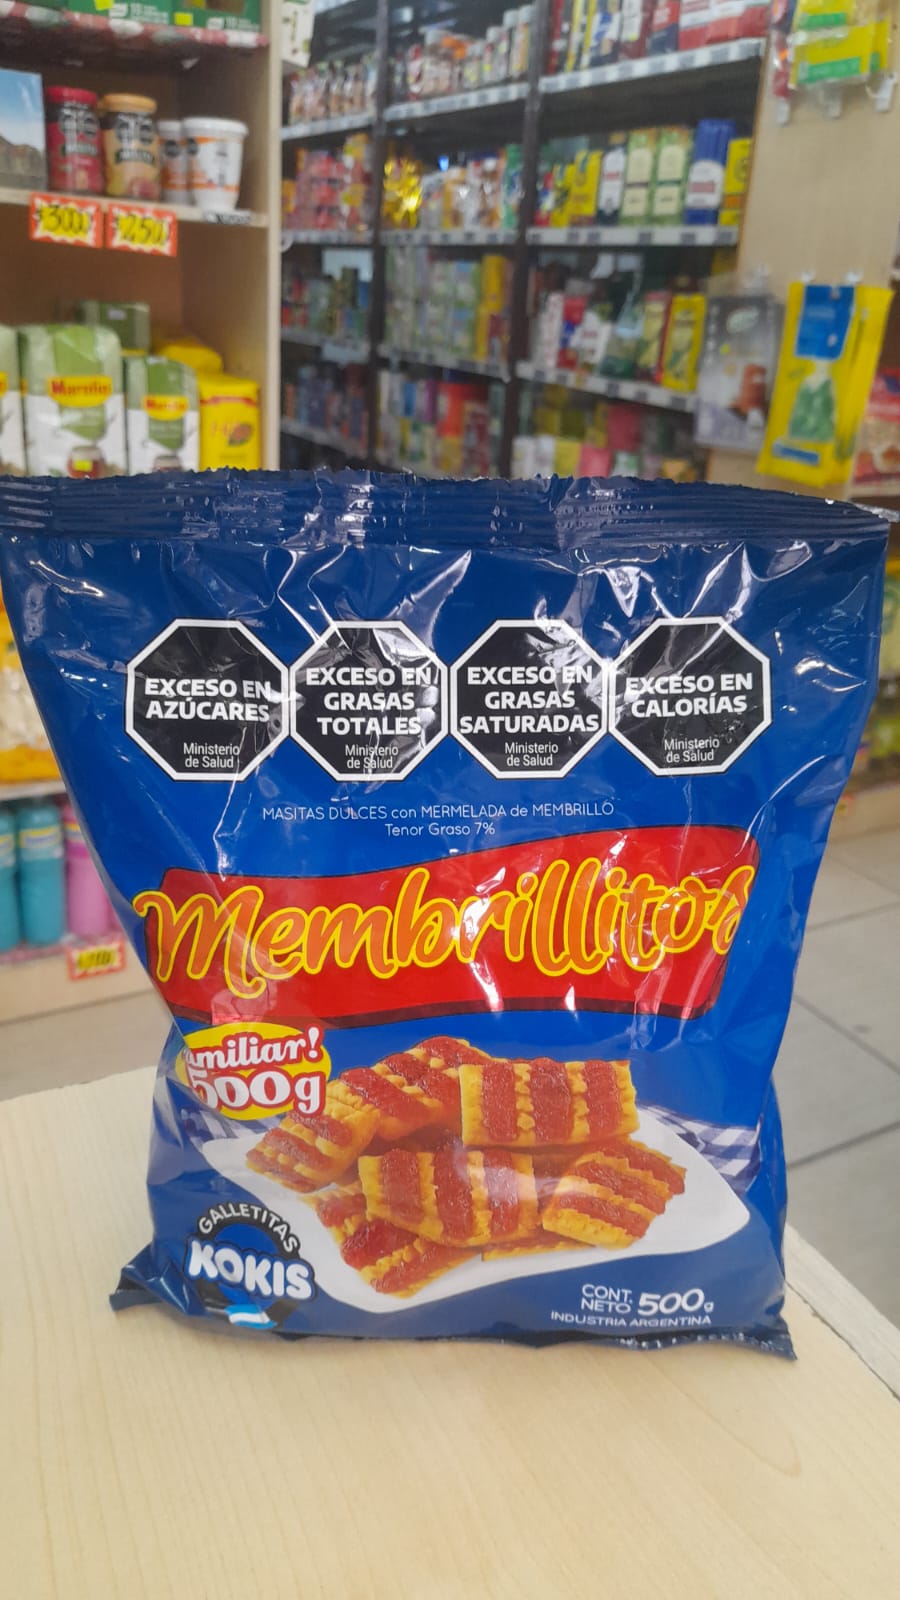 EXCESO EN
AZÚCARES
Ministerio
de Salud
EXCESO EN
GRASAS
TOTALES
Ministerio
de Salud
EXCESO EN
GRASAS
SATURADAS
Ministerio
de Salud
EXCESO EN
CALORÍAS
Ministerio
de Salud
MASITAS DULCES con MERMELADA de MEMBRILLO
Tenor Graso 7%
Membrillitos
amiliar!
500g
GALLETITAS
KOKIS
CONT.
NETO 500g
INDUSTRIA ARGENTINA